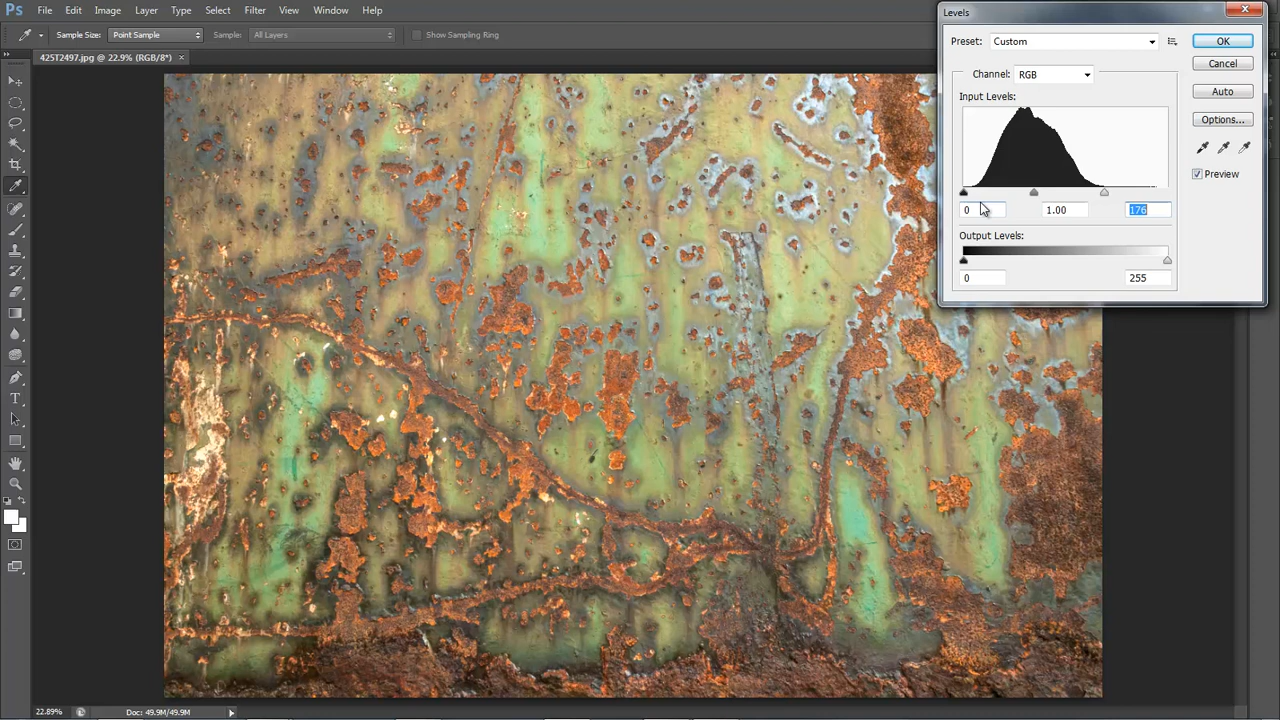 Ps File Edit Image Layer Type Select Filter View Window Help
Sample Size: Point Sample Sample: All Layers Show Sampling Ring
425T2497.jpg @ 22.9% (RGB/8*) ×
Levels
Preset: Custom
OK
Channel: RGB
Cancel
Input Levels:
Auto
Options...
Preview
0 1.00 176
Output Levels:
0 255
T
22.89% Doc: 49.9M/49.9M